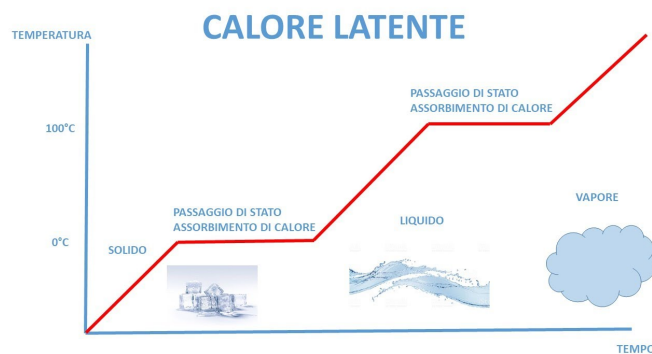 CALORE LATENTE
TEMPERATURA
PASSAGGIO DI STATO
ASSORBIMENTO DI CALORE
100°C
VAPORE
PASSAGGIO DI STATO
ASSORBIMENTO DI CALORE
LIQUIDO
0°C
SOLIDO
TEMPO